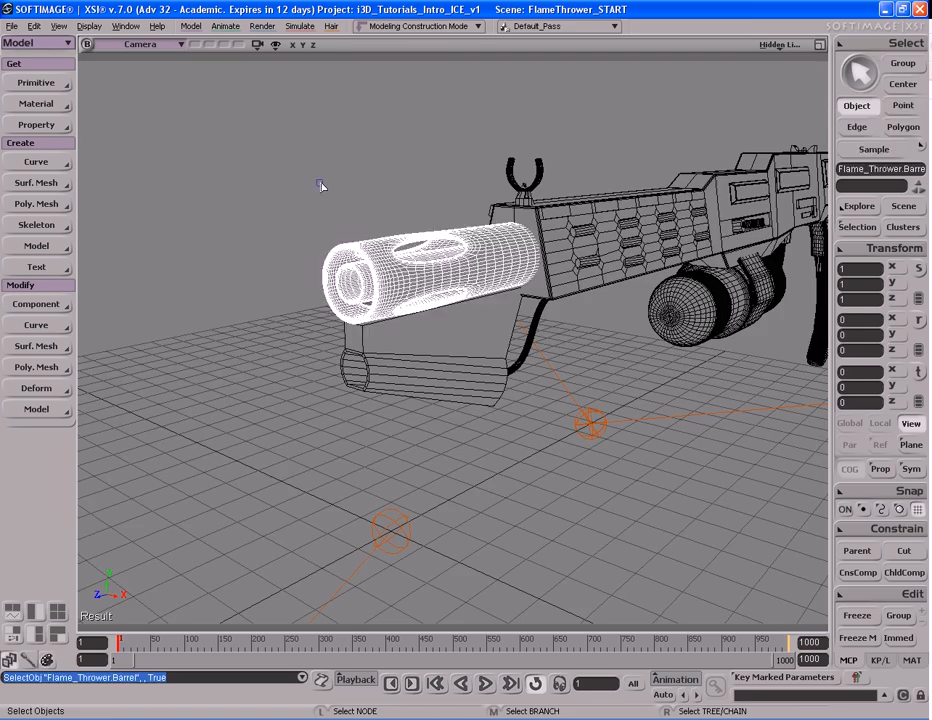 SOFTIMAGE | XSI ® v.7.0 (Adv 32 - Academic. Expires in 12 days) Project: i3D_Tutorials_Intro_ICE_v1 Scene: FlameThrower_START
File Edit View Display Window Help Model Animate Render Simulate Hair Modeling Construction Mode Default_Pass SOFTIMAGE | XSI
Model B Camera X Y Z Hidden Li... Select
Get
Primitive
Material
Property
Create
Curve
Surf. Mesh
Poly. Mesh
Skeleton
Model
Text
Modify
Component
Curve
Surf. Mesh
Poly. Mesh
Deform
Model
Group
Center
Object Point
Edge Polygon
Sample
Flame_Thrower.Barre
Explore Scene
Selection Clusters
Transform
1 x s
1 y
1 z
0 x r
0 y
0 z
0 x t
0 y
0 z
Global Local View
Par Ref Plane
COG Prop Sym
Snap
ON
Constrain
Parent Cut
CnsComp ChldComp
Edit
Freeze Group
Freeze M Immed
MCP KP/L MAT
Y
Z X
Result
1 1 50 100 150 200 250 300 350 400 450 500 550 600 650 700 750 800 850 900 950 1000
1 1 1000 1000
SelectObj "Flame_Thrower.Barrel", , True Playback 1 All Animation Key Marked Parameters
Auto
Select Objects L Select NODE M Select BRANCH R Select TREE/CHAIN